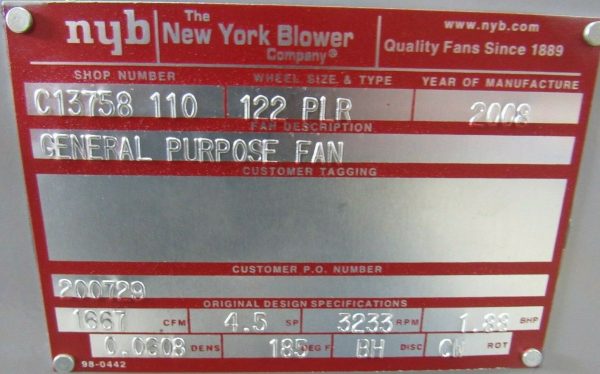 nyb The New York Blower Company® www.nyb.com
Quality Fans Since 1889
SHOP NUMBER WHEEL SIZE & TYPE YEAR OF MANUFACTURE
C13758 110 122 PLR 2008
FAN DESCRIPTION
GENERAL PURPOSE FAN
CUSTOMER TAGGING
CUSTOMER P.O. NUMBER
200729
ORIGINAL DESIGN SPECIFICATIONS
1667 CFM 4.5 SP 3233 RPM 1.88 BHP
0.0608 DENS 185 DEG F. BH DISC CW ROT
98-0442